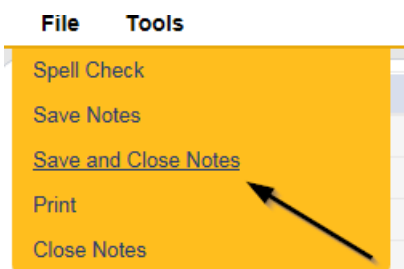 File Tools
Spell Check
Save Notes
Save and Close Notes
Print
Close Notes